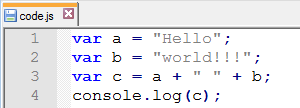 code.js
1 var a = "Hello";
2 var b = "world!!!";
3 var c = a + " " + b;
4 console.log(c);